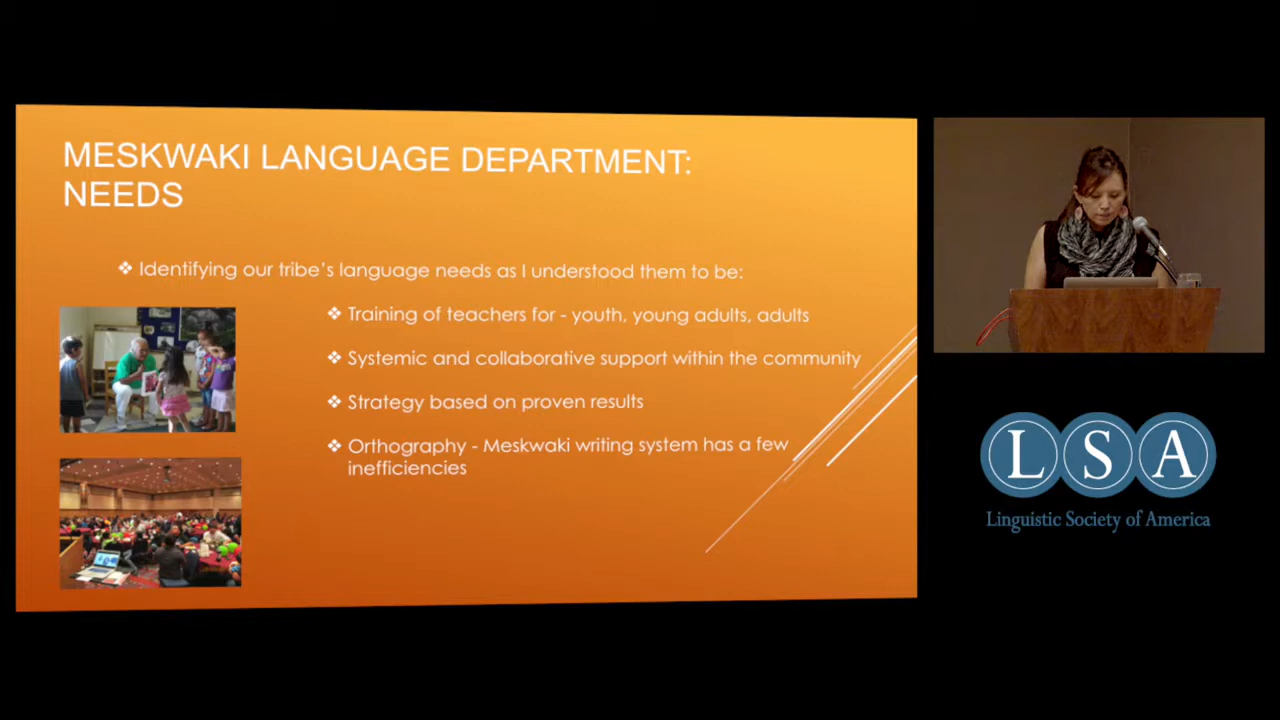 MESKWAKI LANGUAGE DEPARTMENT:
NEEDS
❖ Identifying our tribe's language needs as I understood them to be:
❖ Training of teachers for - youth, young adults, adults
❖ Systemic and collaborative support within the community
❖ Strategy based on proven results
❖ Orthography - Meskwaki writing system has a few
inefficiencies
LSA
Linguistic Society of America